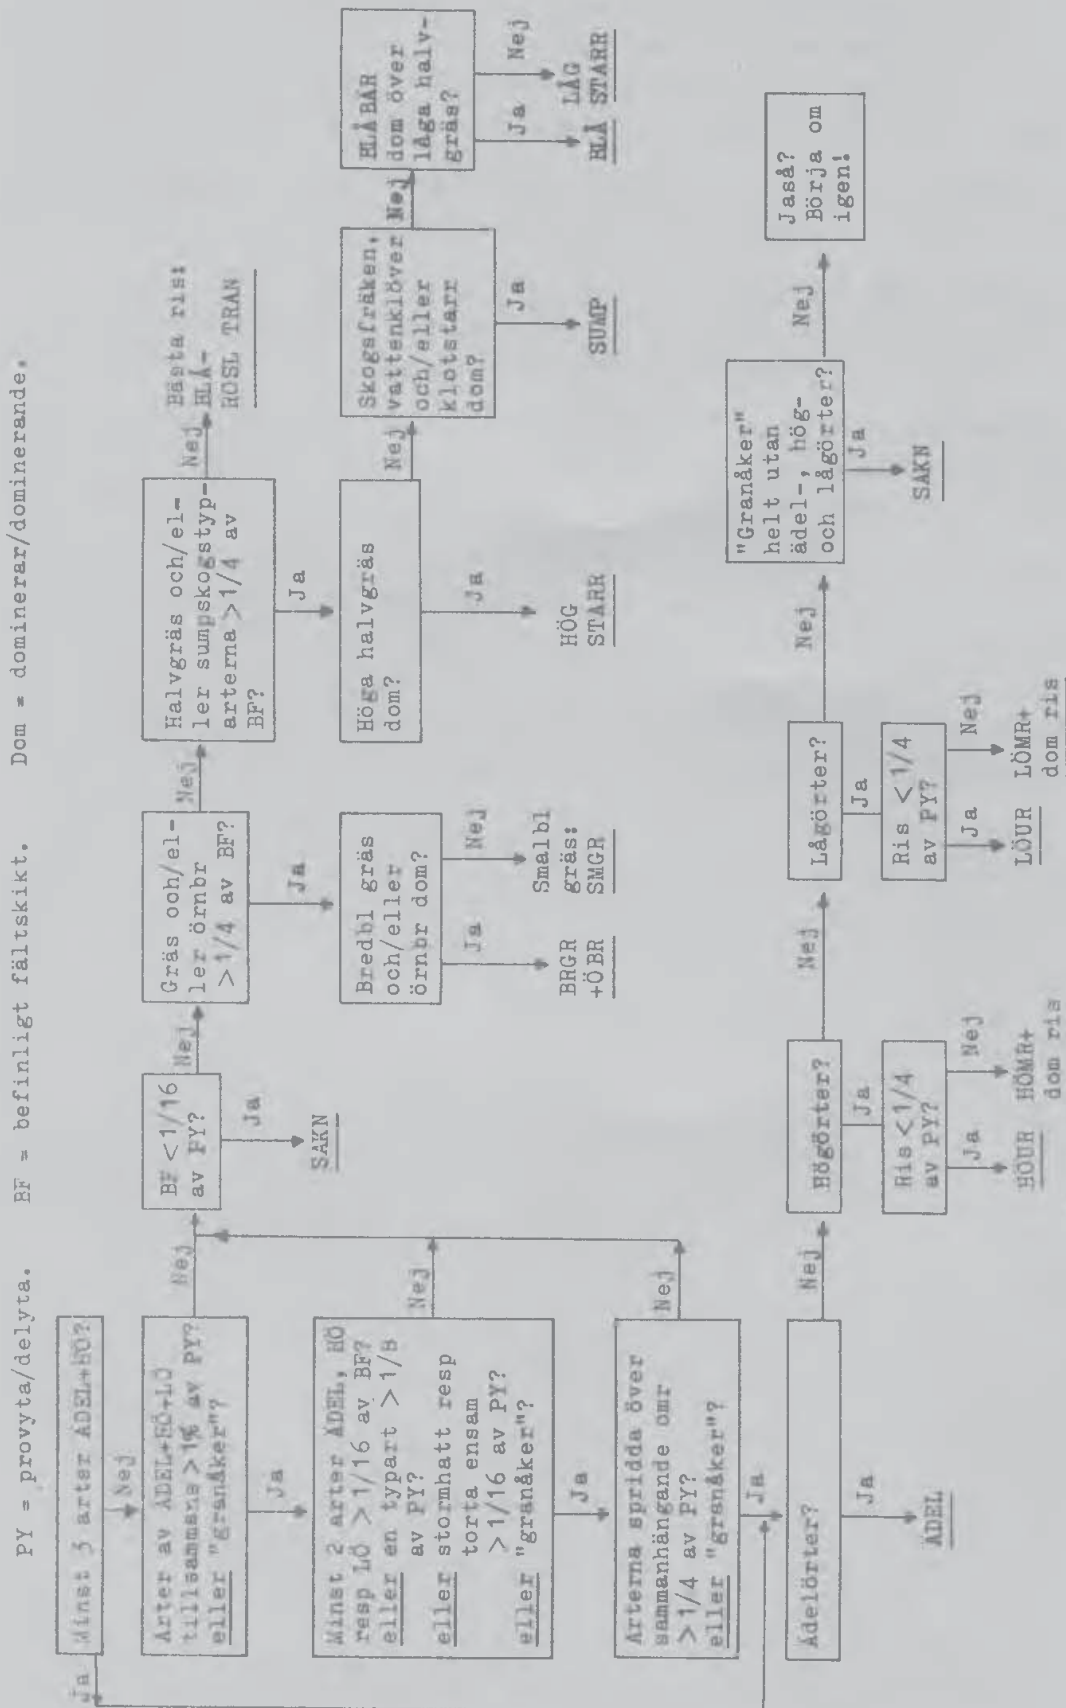 PY = provyta/delyta. BF = befinligt fältskikt. Dom = dominerar/dominerande.
Minst 3 arter ÄDEL+HÖ?
Ja
Nej
Arter av ÄDEL+HÖ+LÖ
tillsammans >1% av PY?
eller "granåker"?
Nej
Ja
Minst 2 arter ÄDEL, HÖ
resp LÖ >1/16 av BF?
eller en typart >1/8
av PY?
eller stormhatt resp
torta ensam
>1/16 av PY?
eller "granåker"?
Nej
Ja
Arterna spridda över
sammanhängande omr
>1/4 av PY?
eller "granåker"?
Nej
Ja
BF <1/16
av PY?
Nej
Ja
SAKN
Gräs och/el-
ler örnbr
>1/4 av BF?
Nej
Ja
Bredbl gräs
och/eller
örnbr dom?
Ja
Nej
BRGR
+ÖBR
Smalbl
gräs:
SMGR
Halvgräs och/el-
ler sumpskogstyp-
arterna >1/4 av
BF?
Nej
Bästa ris:
BLÅ-
ROSL TRAN
Ja
Höga halvgräs
dom?
Nej
Ja
HÖG
STARR
Skogsfräken,
vattenklöver
och/eller
klotstarr
dom?
Nej
Ja
SUMP
BLÅBÄR
dom över
låga halv-
gräs?
Ja
Nej
BLÅ
LÅG
STARR
Ädelörter?
Nej
Ja
ÄDEL
Högörter?
Nej
Ja
Ris <1/4
av PY?
Ja
Nej
HÖUR
HÖMR+
dom ris
Lågörter?
Nej
Ja
Ris <1/4
av PY?
Ja
Nej
LÖUR
LÖMR+
dom ris
"Granåker"
helt utan
ädel-, hög-
och lågörter?
Nej
Ja
SAKN
Jaså?
Börja om
igen!